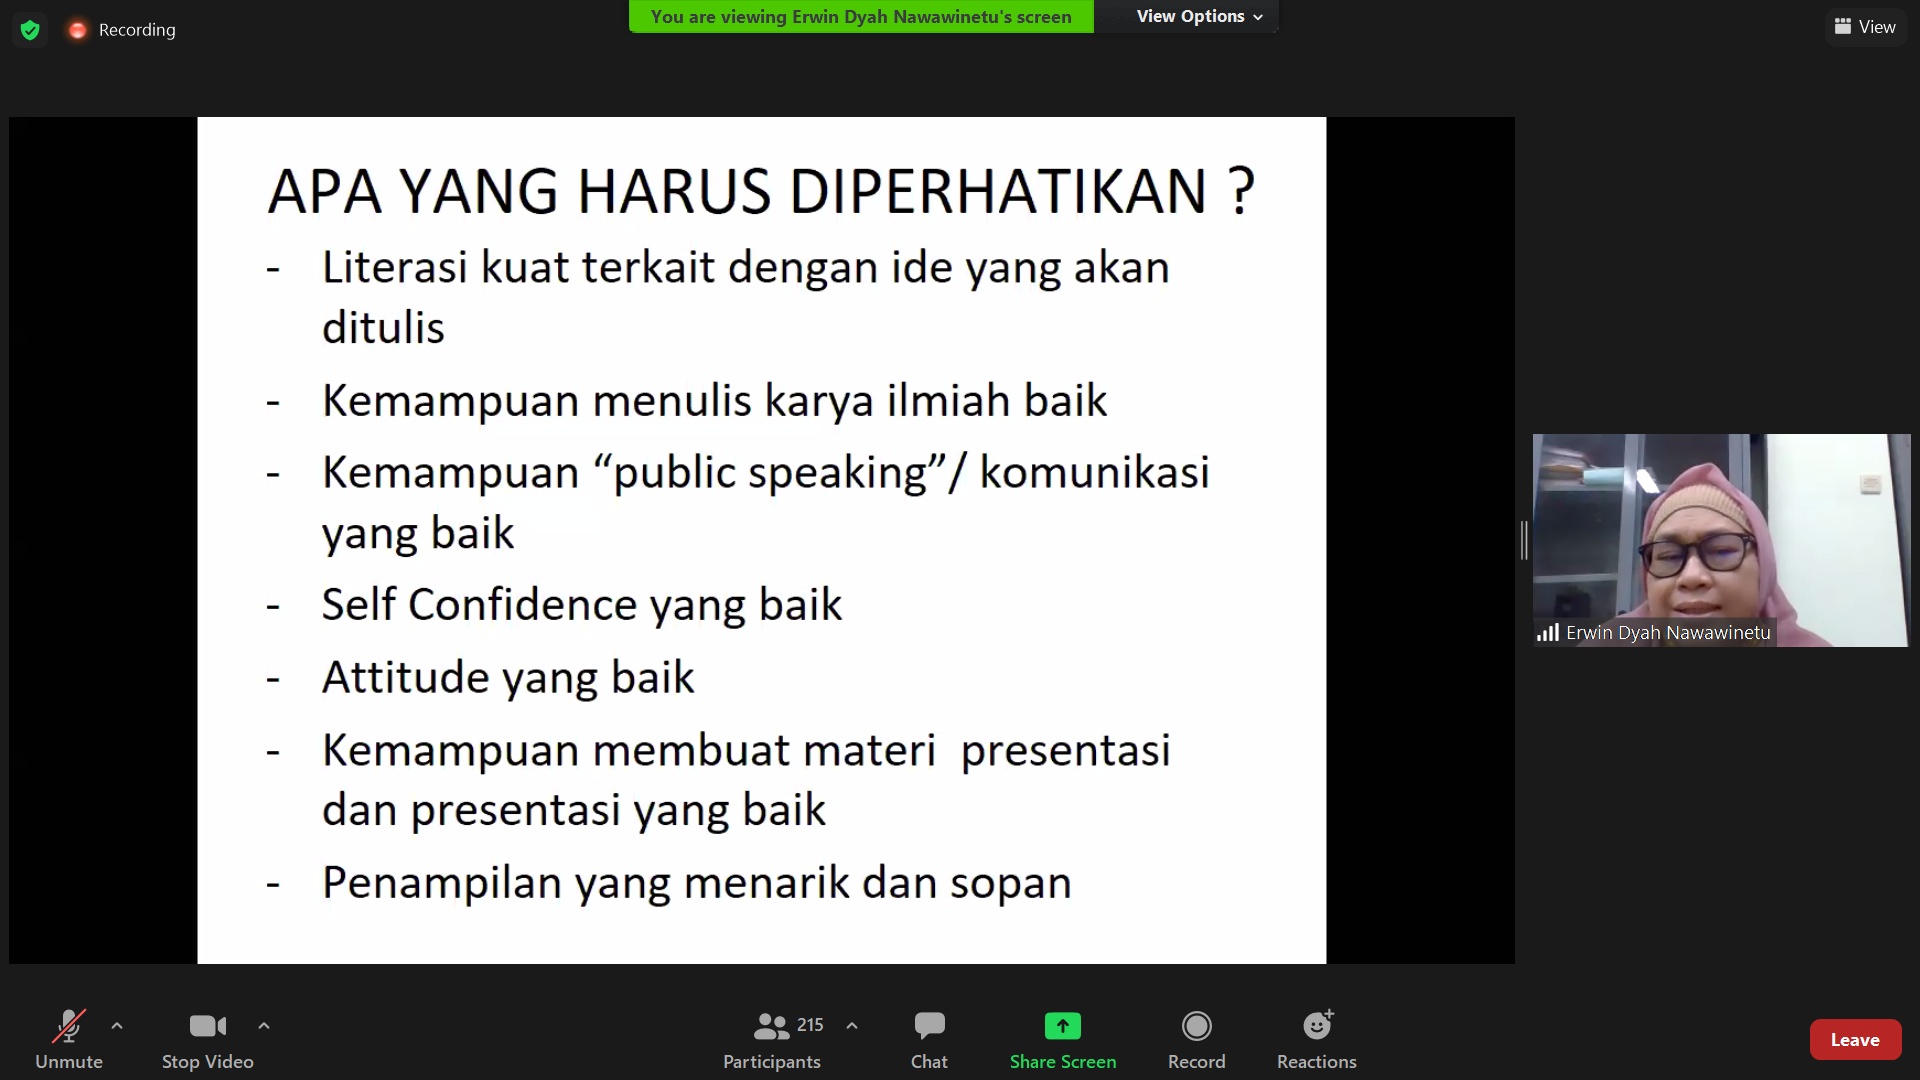 Recording
You are viewing Erwin Dyah Nawawinetu's screen
View Options
View
APA YANG HARUS DIPERHATIKAN ?
- Literasi kuat terkait dengan ide yang akan
ditulis
- Kemampuan menulis karya ilmiah baik
- Kemampuan “public speaking”/ komunikasi
yang baik
- Self Confidence yang baik
- Attitude yang baik
- Kemampuan membuat materi  presentasi
dan presentasi yang baik
- Penampilan yang menarik dan sopan
Erwin Dyah Nawawinetu
Unmute
Stop Video
215
Participants
Chat
Share Screen
Record
Reactions
Leave